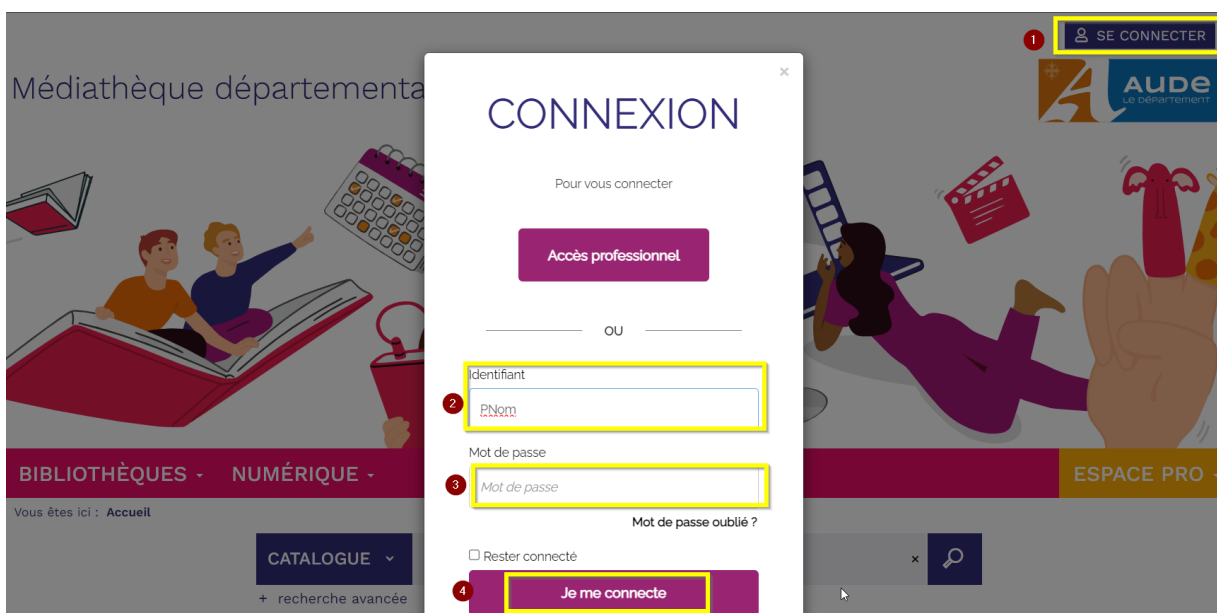 1
SE CONNECTER
Médiathèque départementa
AUDe
LE DÉPARTEMENT
×
CONNEXION
Pour vous connecter
Accès professionnel
OU
Identifiant
2
PNom
Mot de passe
3
Mot de passe
Mot de passe oublié ?
Rester connecté
4
Je me connecte
BIBLIOTHÈQUES - NUMÉRIQUE -
ESPACE PRO -
Vous êtes ici : Accueil
CATALOGUE
×
+ recherche avancée